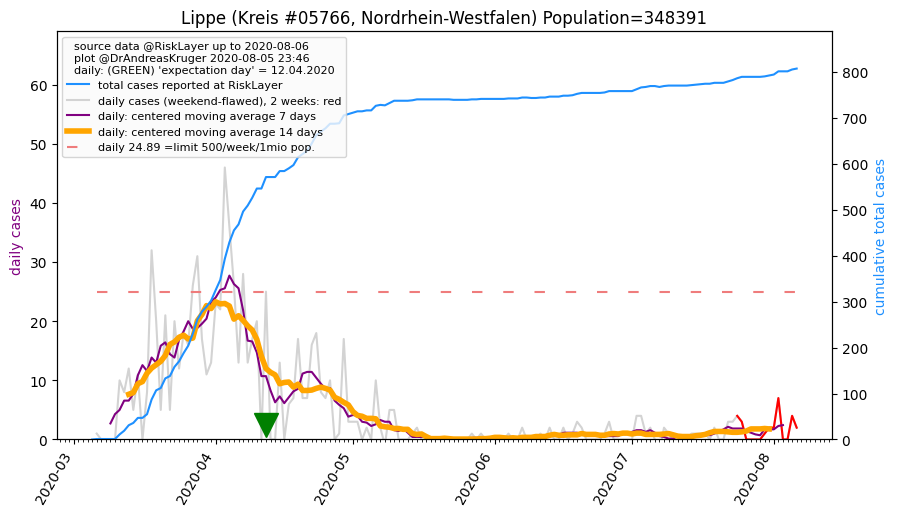 Lippe (Kreis #05766, Nordrhein-Westfalen) Population=348391
source data @RiskLayer up to 2020-08-06
plot @DrAndreasKruger 2020-08-05 23:46
daily: (GREEN) 'expectation day' = 12.04.2020
total cases reported at RiskLayer
daily cases (weekend-flawed), 2 weeks: red
daily: centered moving average 7 days
daily: centered moving average 14 days
daily 24.89 =limit 500/week/1mio pop.
daily cases
60
50
40
30
20
10
0
cumulative total cases
800
700
600
500
400
300
200
100
0
2020-03
2020-04
2020-05
2020-06
2020-07
2020-08